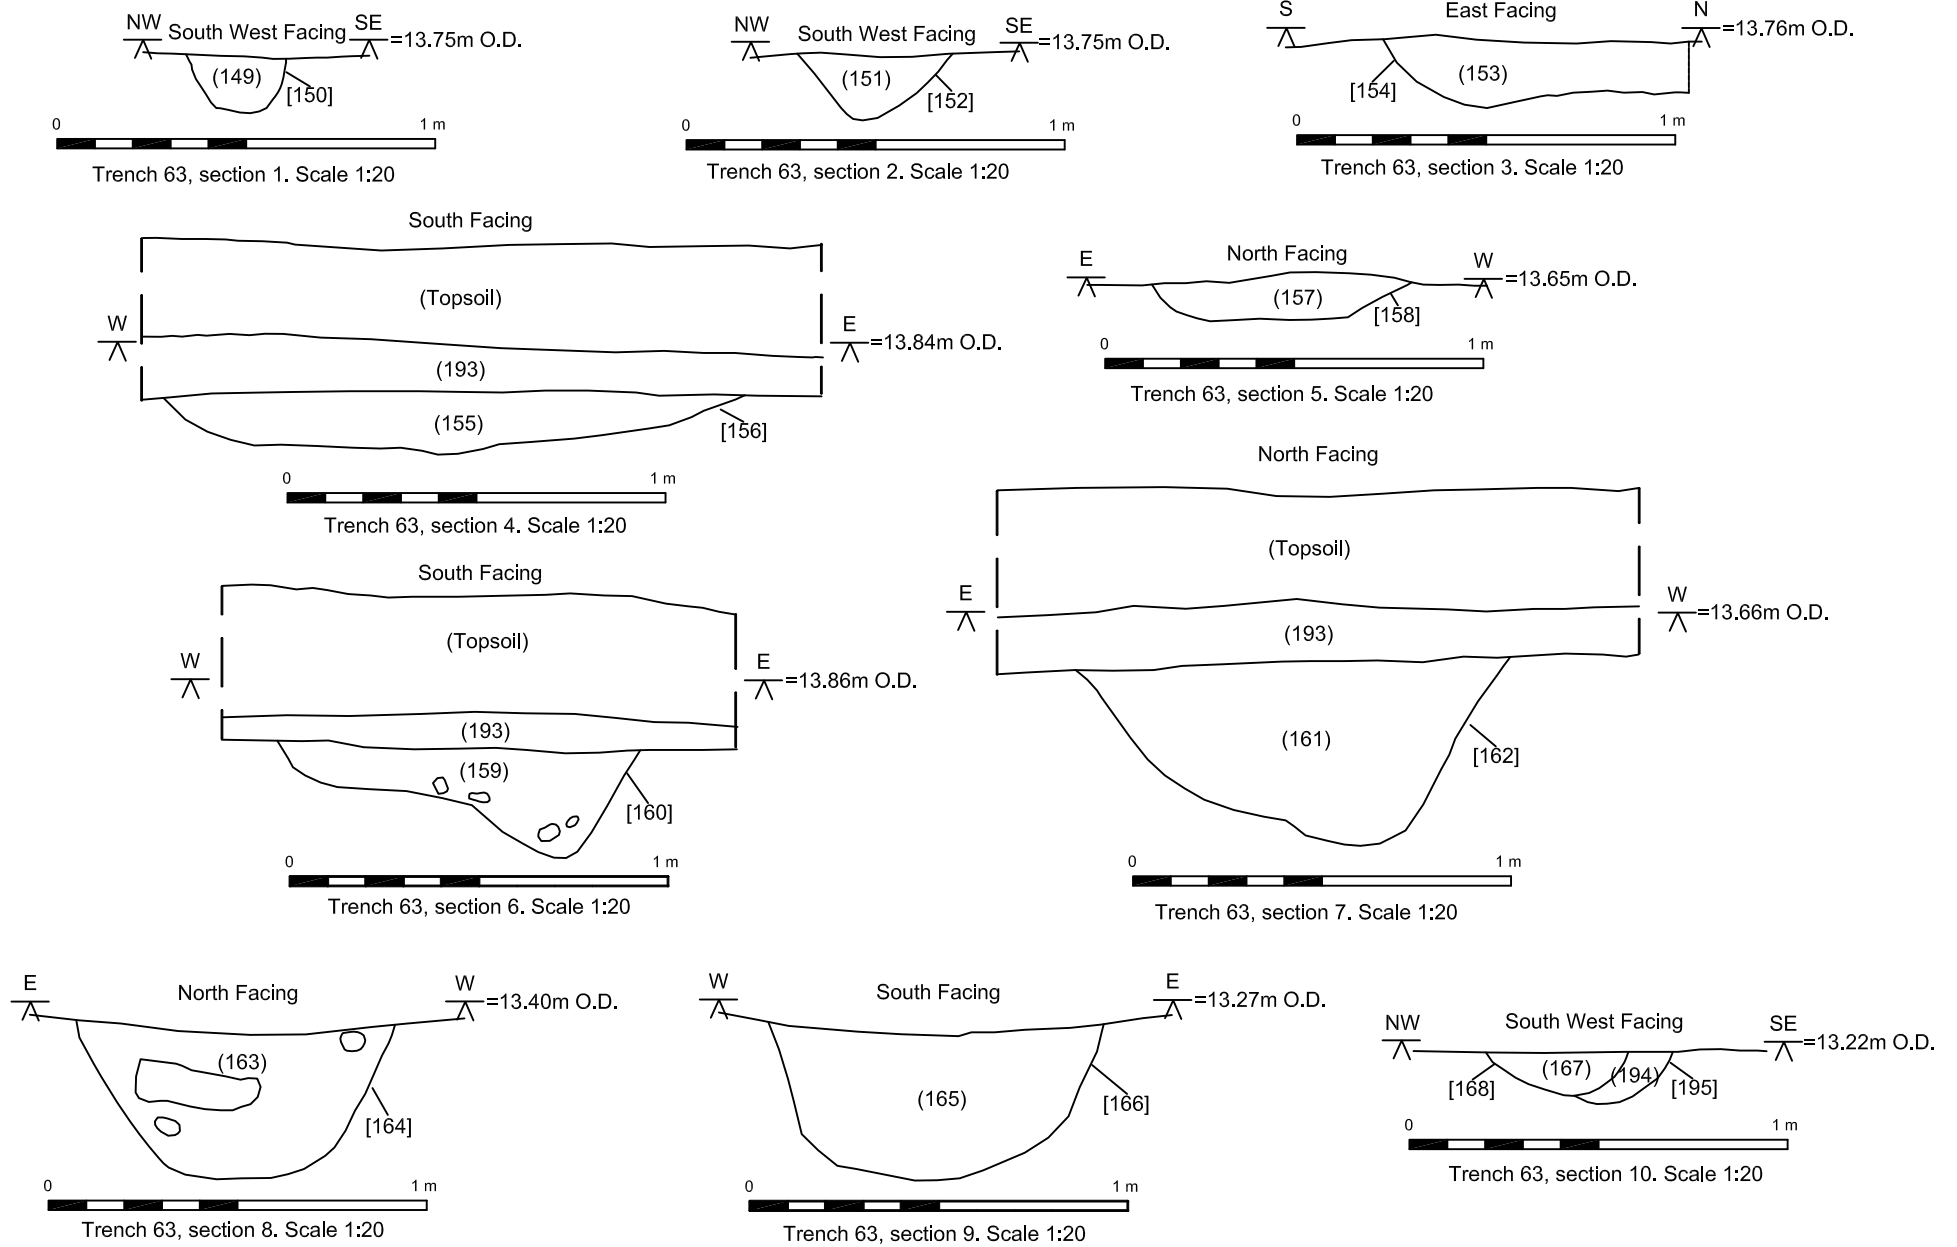 NW South West Facing SE =13.75m O.D.
(149)
[150]
0 1 m
Trench 63, section 1. Scale 1:20
NW South West Facing SE =13.75m O.D.
(151)
[152]
0 1 m
Trench 63, section 2. Scale 1:20
S East Facing N =13.76m O.D.
(153)
[154]
0 1 m
Trench 63, section 3. Scale 1:20
South Facing
(Topsoil)
W E =13.84m O.D.
(193)
(155)
[156]
0 1 m
Trench 63, section 4. Scale 1:20
E North Facing W =13.65m O.D.
(157)
[158]
0 1 m
Trench 63, section 5. Scale 1:20
South Facing
(Topsoil)
W E =13.86m O.D.
(193)
(159)
[160]
0 1 m
Trench 63, section 6. Scale 1:20
North Facing
(Topsoil)
E W =13.66m O.D.
(193)
(161)
[162]
0 1 m
Trench 63, section 7. Scale 1:20
E North Facing W =13.40m O.D.
(163)
[164]
0 1 m
Trench 63, section 8. Scale 1:20
W South Facing E =13.27m O.D.
(165)
[166]
0 1 m
Trench 63, section 9. Scale 1:20
NW South West Facing SE =13.22m O.D.
[168] (167) (194) [195]
0 1 m
Trench 63, section 10. Scale 1:20